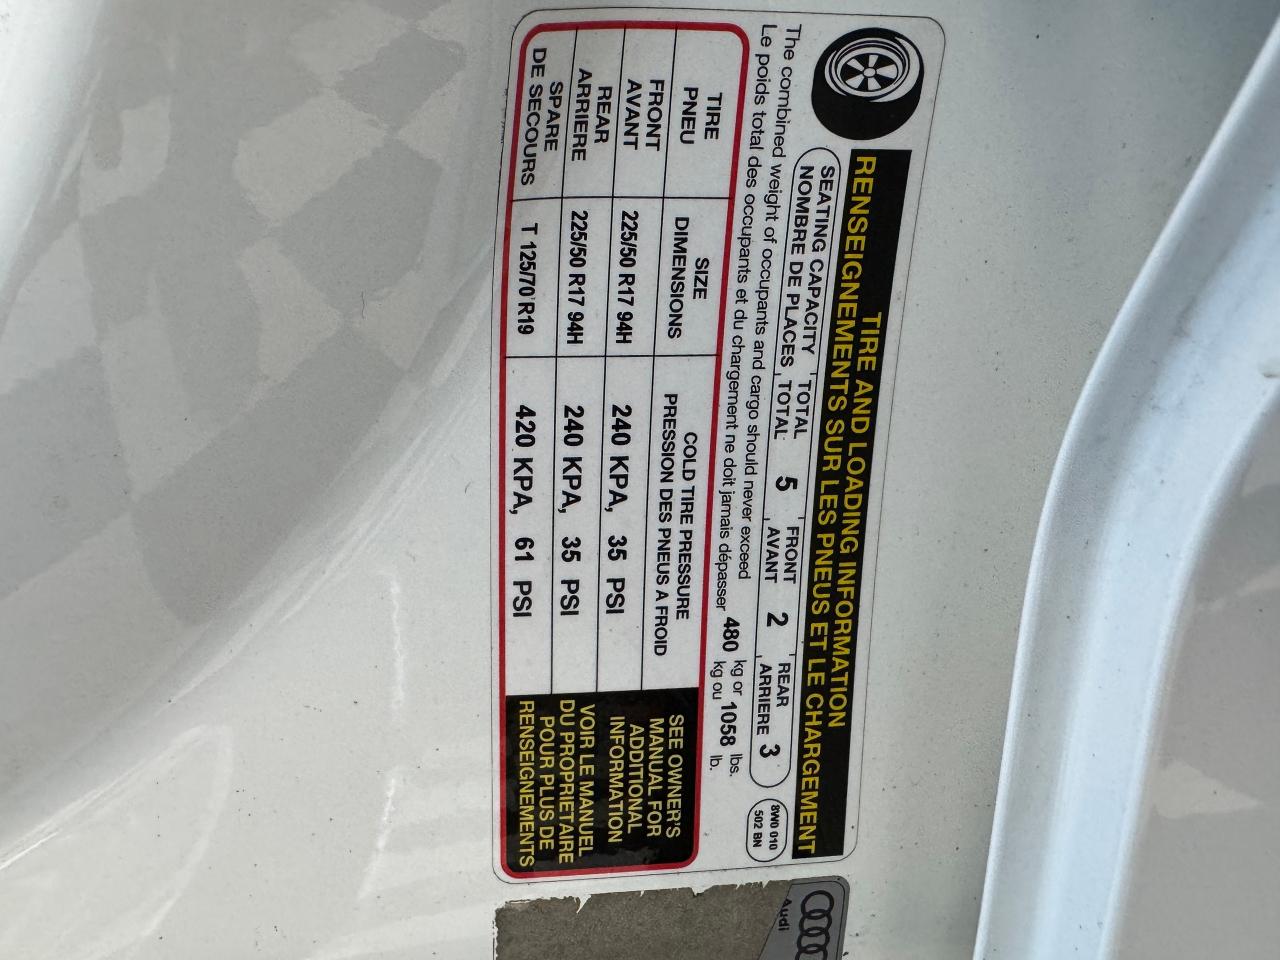 TIRE AND LOADING INFORMATION
RENSEIGNEMENTS SUR LES PNEUS ET LE CHARGEMENT
SEATING CAPACITY TOTAL 5 FRONT 2 REAR 3
NOMBRE DE PLACES TOTAL AVANT ARRIERE
8W0 010
502 BN
The combined weight of occupants and cargo should never exceed 480 kg or 1058 lbs.
Le poids total des occupants et du chargement ne doit jamais dépasser kg ou lb.
TIRE SIZE COLD TIRE PRESSURE
PNEU DIMENSIONS PRESSION DES PNEUS A FROID
FRONT
AVANT 225/50 R17 94H 240 KPA, 35 PSI
REAR
ARRIERE 225/50 R17 94H 240 KPA, 35 PSI
SPARE
DE SECOURS T 125/70 R19 420 KPA, 61 PSI
SEE OWNER'S
MANUAL FOR
ADDITIONAL
INFORMATION
VOIR LE MANUEL
DU PROPRIETAIRE
POUR PLUS DE
RENSEIGNEMENTS
Audi